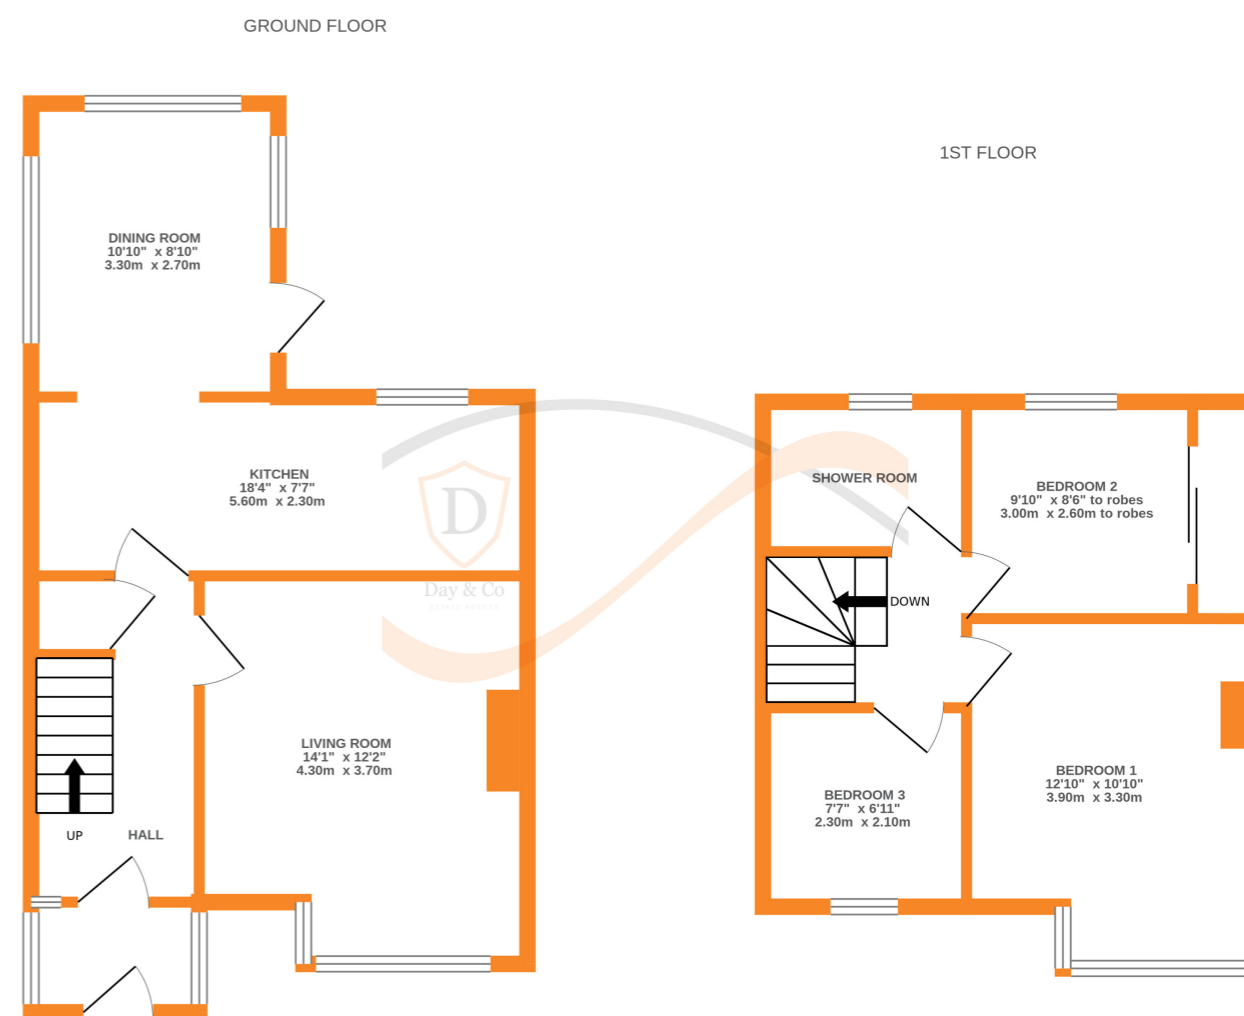 GROUND FLOOR
1ST FLOOR
DINING ROOM
10'10" x 8'10"
3.30m x 2.70m
KITCHEN
18'4" x 7'7"
5.60m x 2.30m
D
Day & Co
ESTATE AGENTS
LIVING ROOM
14'1" x 12'2"
4.30m x 3.70m
UP
HALL
SHOWER ROOM
BEDROOM 2
9'10" x 8'6" to robes
3.00m x 2.60m to robes
DOWN
BEDROOM 1
12'10" x 10'10"
3.90m x 3.30m
BEDROOM 3
7'7" x 6'11"
2.30m x 2.10m